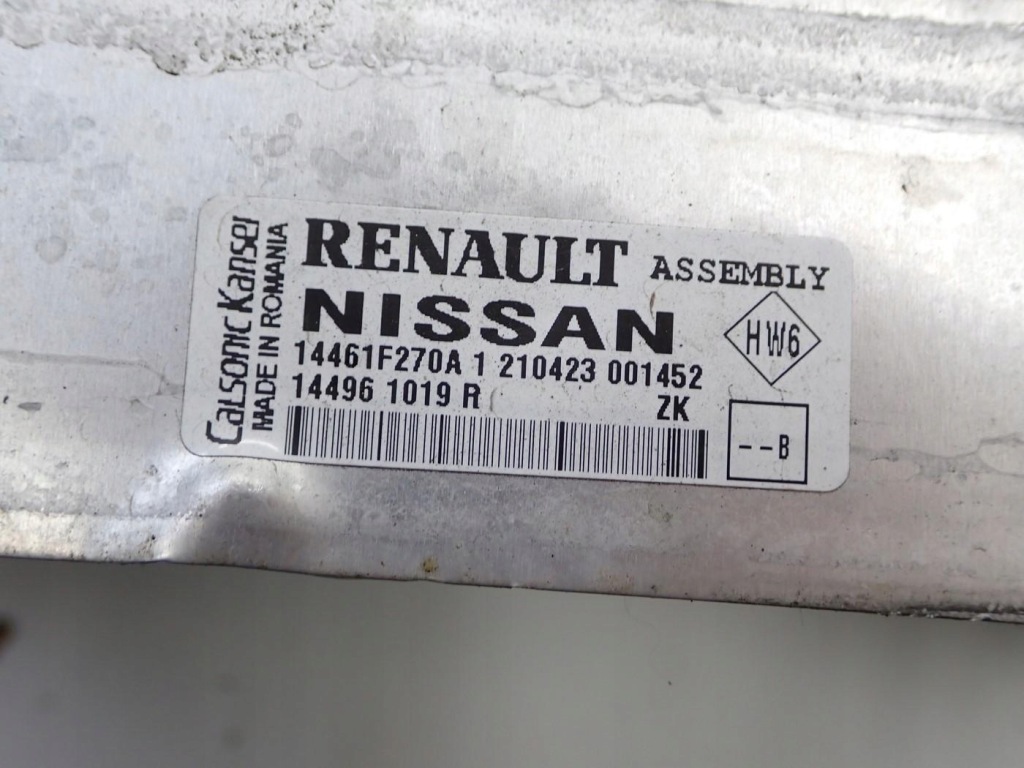 Calsonic Kansei
MADE IN ROMANIA
RENAULT ASSEMBLY
NISSAN
HW6
14461F270A 1 210423 001452
14496 1019 R ZK
--B